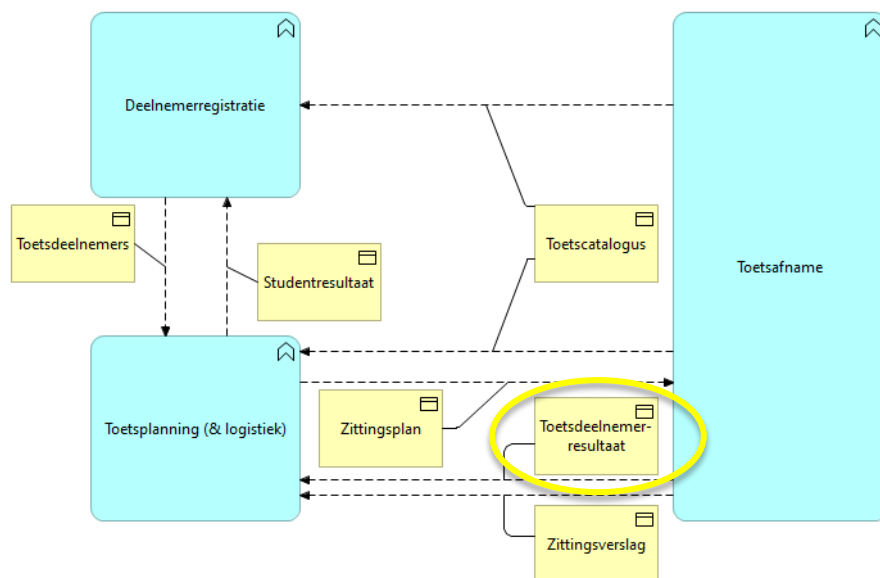 Deelnemerregistratie
Toetsdeelnemers
Studentresultaat
Toetscatalogus
Toetsafname
Toetsplanning (& logistiek)
Zittingsplan
Toetsdeelnemer-
resultaat
Zittingsverslag